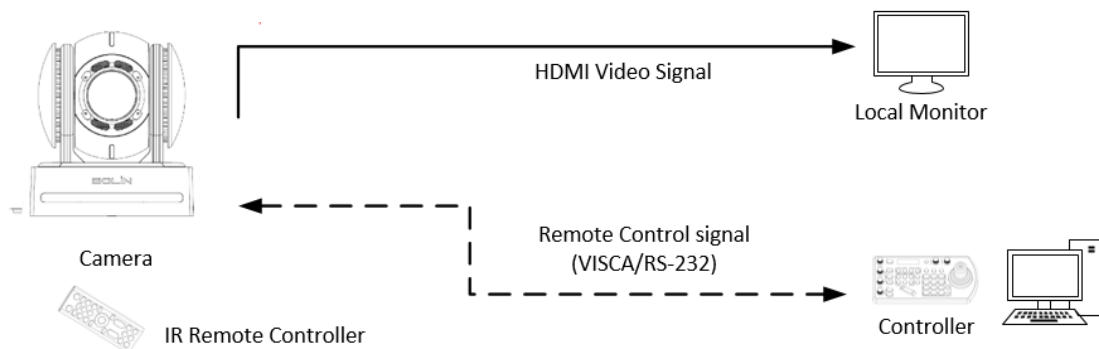 HDMI Video Signal
Local Monitor
BOLIN
Remote Control signal
(VISCA/RS-232)
Camera
Controller
IR Remote Controller